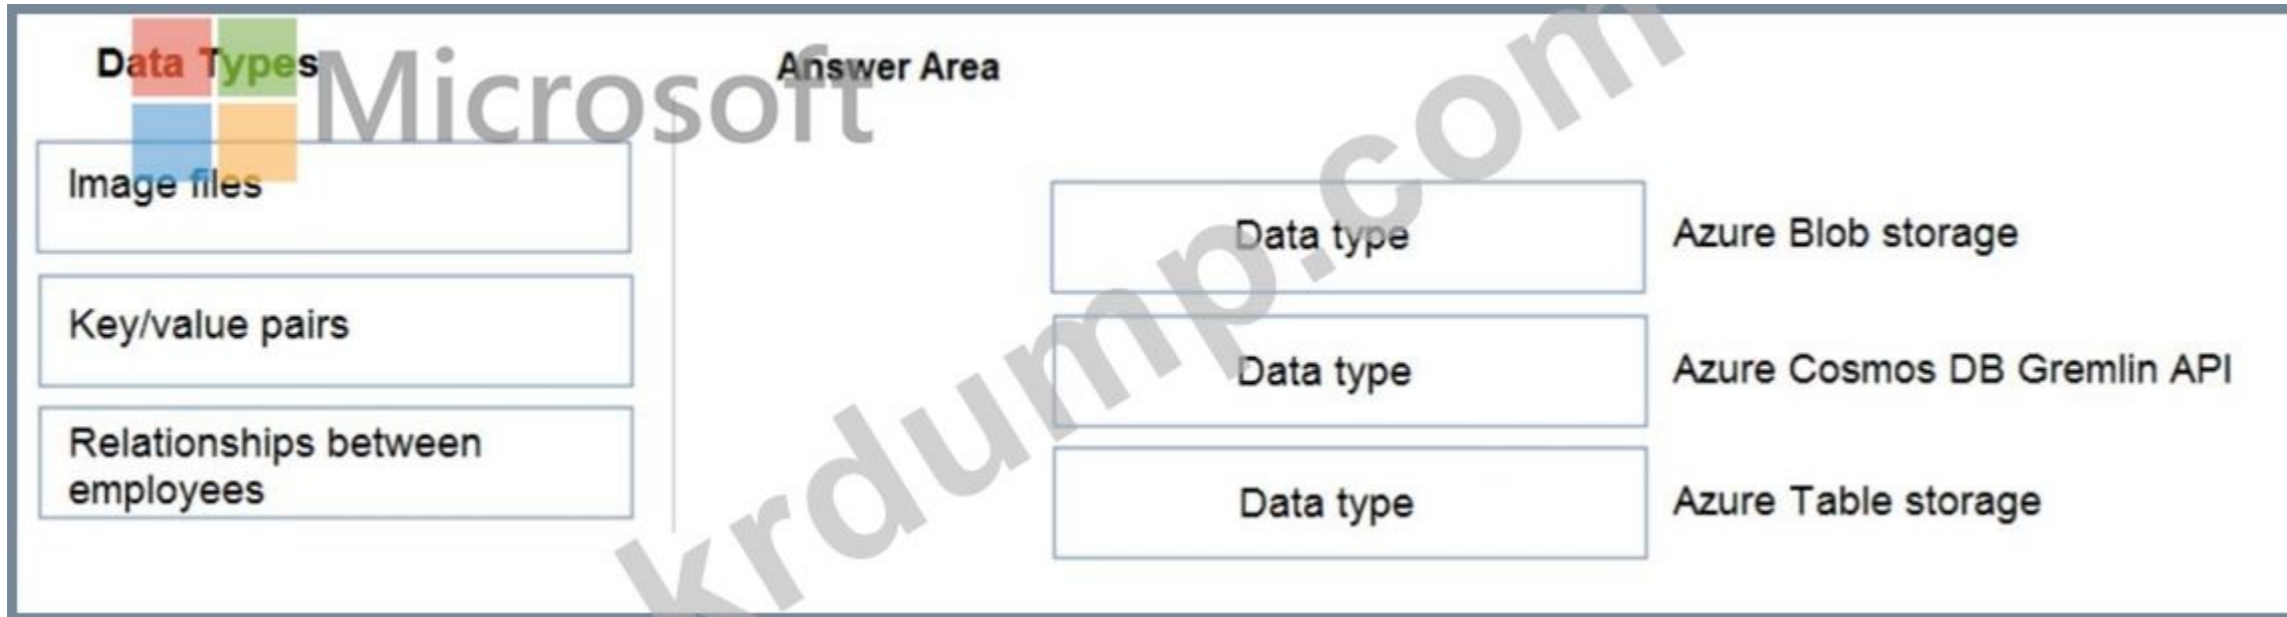 Data Types
Microsoft
Answer Area
Image files
Key/value pairs
Relationships between
employees
Data type
Azure Blob storage
Data type
Azure Cosmos DB Gremlin API
Data type
Azure Table storage
krdump.com